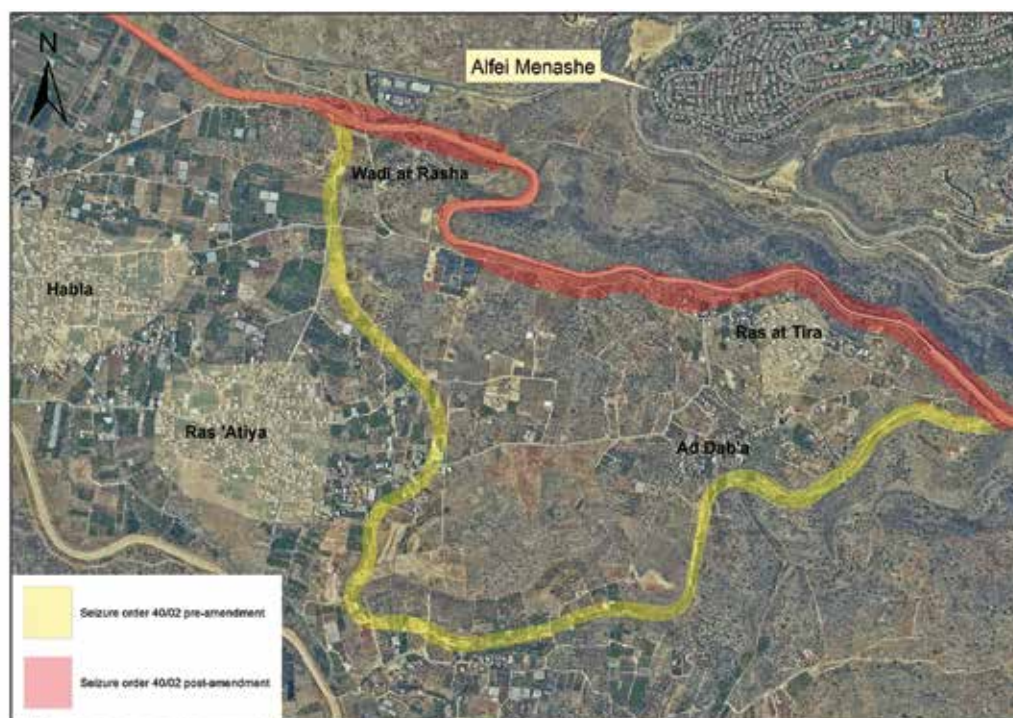 N
Alfei Menashe
Wadi ar Rasha
Habla
Ras at Tira
Ras 'Atiya
Ad Dab'a
Seizure order 40/02 pre-amendment
Seizure order 40/02 post-amendment